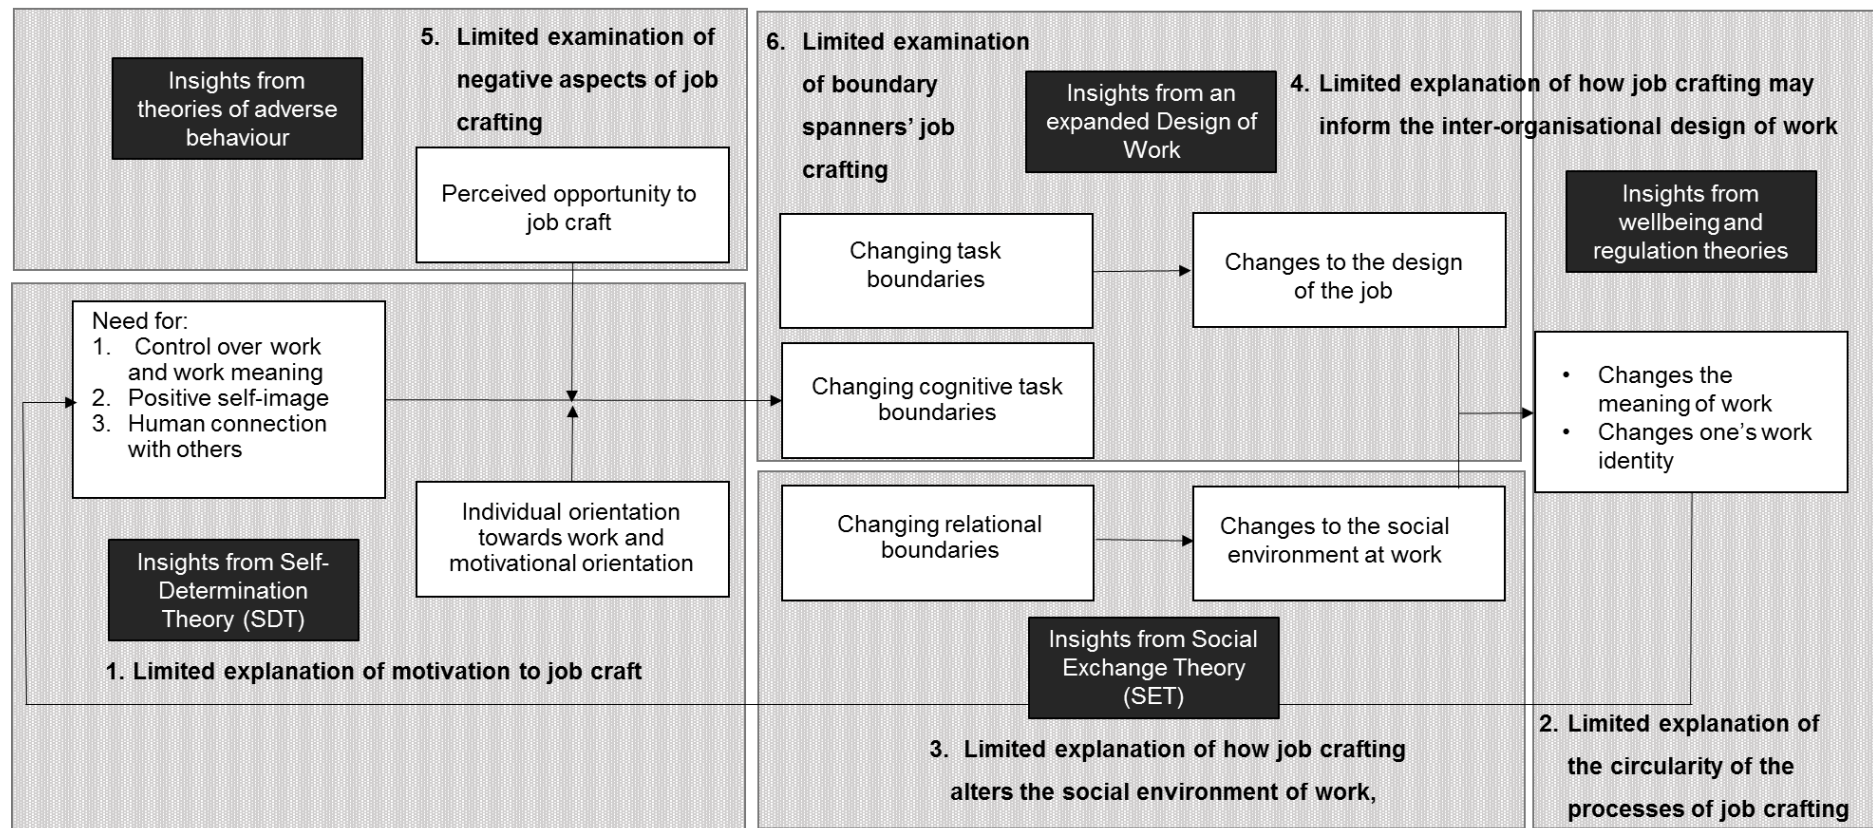 5. Limited examination of
negative aspects of job
crafting
Insights from
theories of adverse
behaviour
Perceived opportunity to
job craft
Need for:
1. Control over work
and work meaning
2. Positive self-image
3. Human connection
with others
Individual orientation
towards work and
motivational orientation
Insights from Self-
Determination
Theory (SDT)
1. Limited explanation of motivation to job craft
6. Limited examination
of boundary
spanners’ job
crafting
Insights from an
expanded Design of
Work
4. Limited explanation of how job crafting may
inform the inter-organisational design of work
Changing task
boundaries
Changes to the design
of the job
Changing cognitive task
boundaries
Changing relational
boundaries
Changes to the social
environment at work
Insights from Social
Exchange Theory
(SET)
3. Limited explanation of how job crafting
alters the social environment of work,
Insights from
wellbeing and
regulation theories
• Changes the
meaning of work
• Changes one’s work
identity
2. Limited explanation of
the circularity of the
processes of job crafting